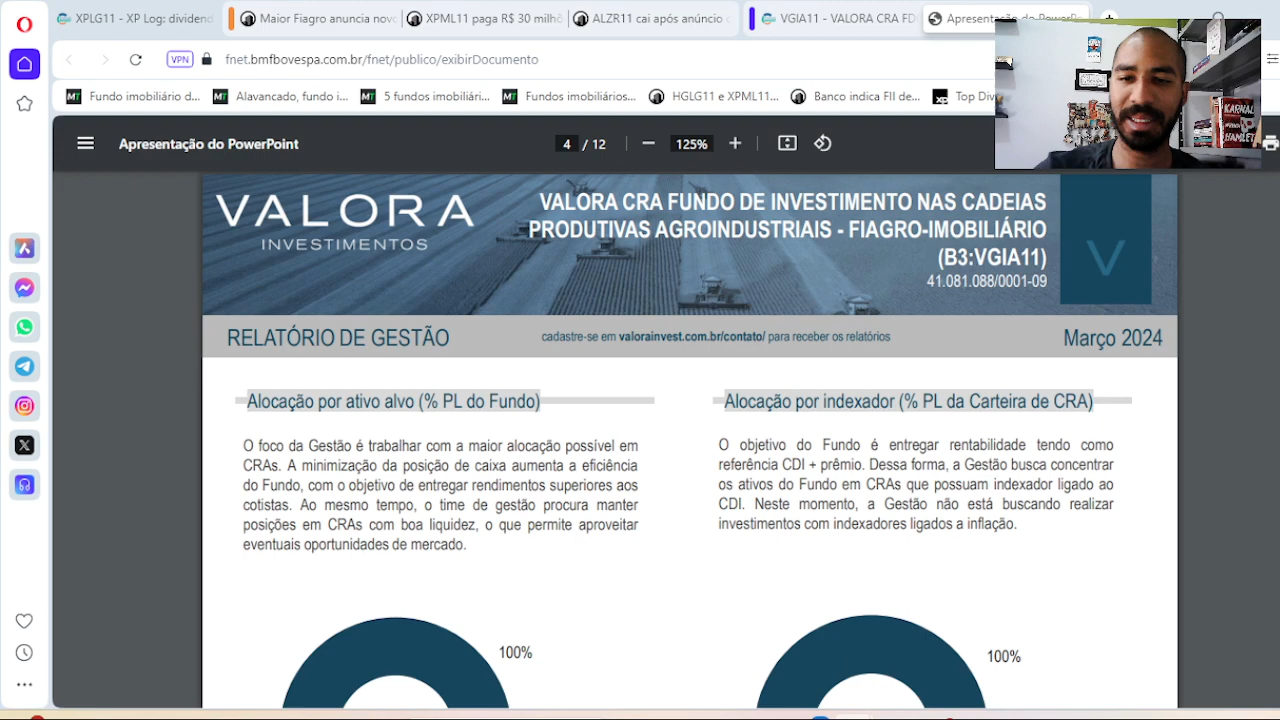 XPLG11 - XP Log: dividend
Maior Fiagro anuncia nov
XPML11 paga R$ 30 milhõ
ALZR11 cai após anúncio
VGIA11 - VALORA CRA FD
Apresentação do PowerPo
VPN
fnet.bmfbovespa.com.br/fnet/publico/exibirDocumento
MT Fundo imobiliário d...
MT Alavancado, fundo i...
MT 5 fundos imobiliári...
MT Fundos imobiliários...
HGLG11 e XPML11...
Banco indica FII de...
xp Top Div
Apresentação do PowerPoint
4 / 12
125%
KARNAL
HAMLET
VALORA
INVESTIMENTOS
VALORA CRA FUNDO DE INVESTIMENTO NAS CADEIAS
PRODUTIVAS AGROINDUSTRIAIS - FIAGRO-IMOBILIÁRIO
(B3:VGIA11)
41.081.088/0001-09
V
RELATÓRIO DE GESTÃO
cadastre-se em valorainvest.com.br/contato/ para receber os relatórios
Março 2024
Alocação por ativo alvo (% PL do Fundo)
O foco da Gestão é trabalhar com a maior alocação possível em
CRAs. A minimização da posição de caixa aumenta a eficiência
do Fundo, com o objetivo de entregar rendimentos superiores aos
cotistas. Ao mesmo tempo, o time de gestão procura manter
posições em CRAs com boa liquidez, o que permite aproveitar
eventuais oportunidades de mercado.
100%
Alocação por indexador (% PL da Carteira de CRA)
O objetivo do Fundo é entregar rentabilidade tendo como
referência CDI + prêmio. Dessa forma, a Gestão busca concentrar
os ativos do Fundo em CRAs que possuam indexador ligado ao
CDI. Neste momento, a Gestão não está buscando realizar
investimentos com indexadores ligados a inflação.
100%